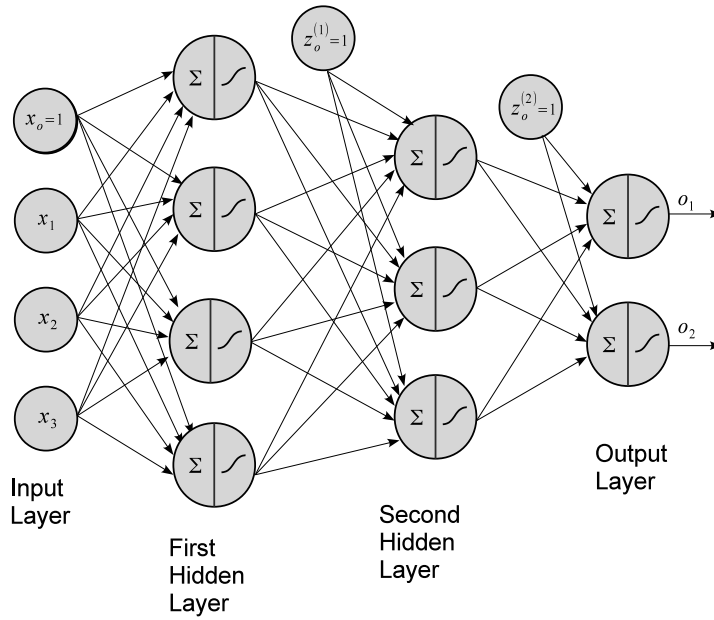 z_o^(1)=1
Σ
x_o=1
z_o^(2)=1
Σ
Σ
Σ
x_1
Σ
o_1
Σ
x_2
Σ
Σ
o_2
x_3
Σ
Σ
Input
Layer
First
Hidden
Layer
Second
Hidden
Layer
Output
Layer